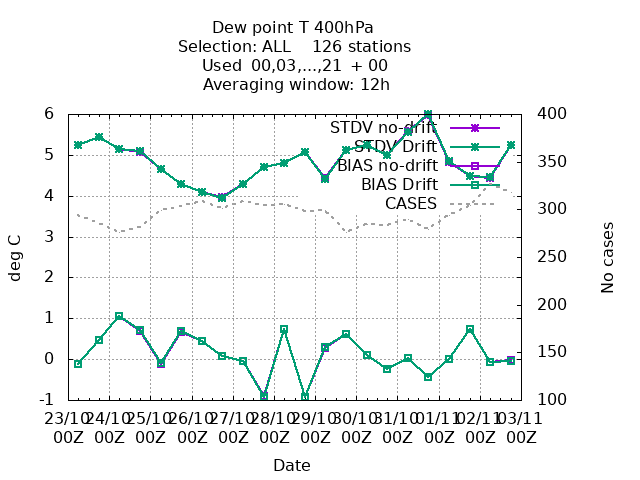 Dew point T 400hPa
Selection: ALL    126 stations
Used  00,03,...,21  + 00
Averaging window: 12h
STDV no-drift
STDV Drift
BIAS no-drift
BIAS Drift
CASES
6
5
4
3
2
1
0
-1
deg C
400
350
300
250
200
150
100
No cases
23/10 24/10 25/10 26/10 27/10 28/10 29/10 30/10 31/10 01/11 02/11 03/11
00Z 00Z 00Z 00Z 00Z 00Z 00Z 00Z 00Z 00Z 00Z 00Z
Date